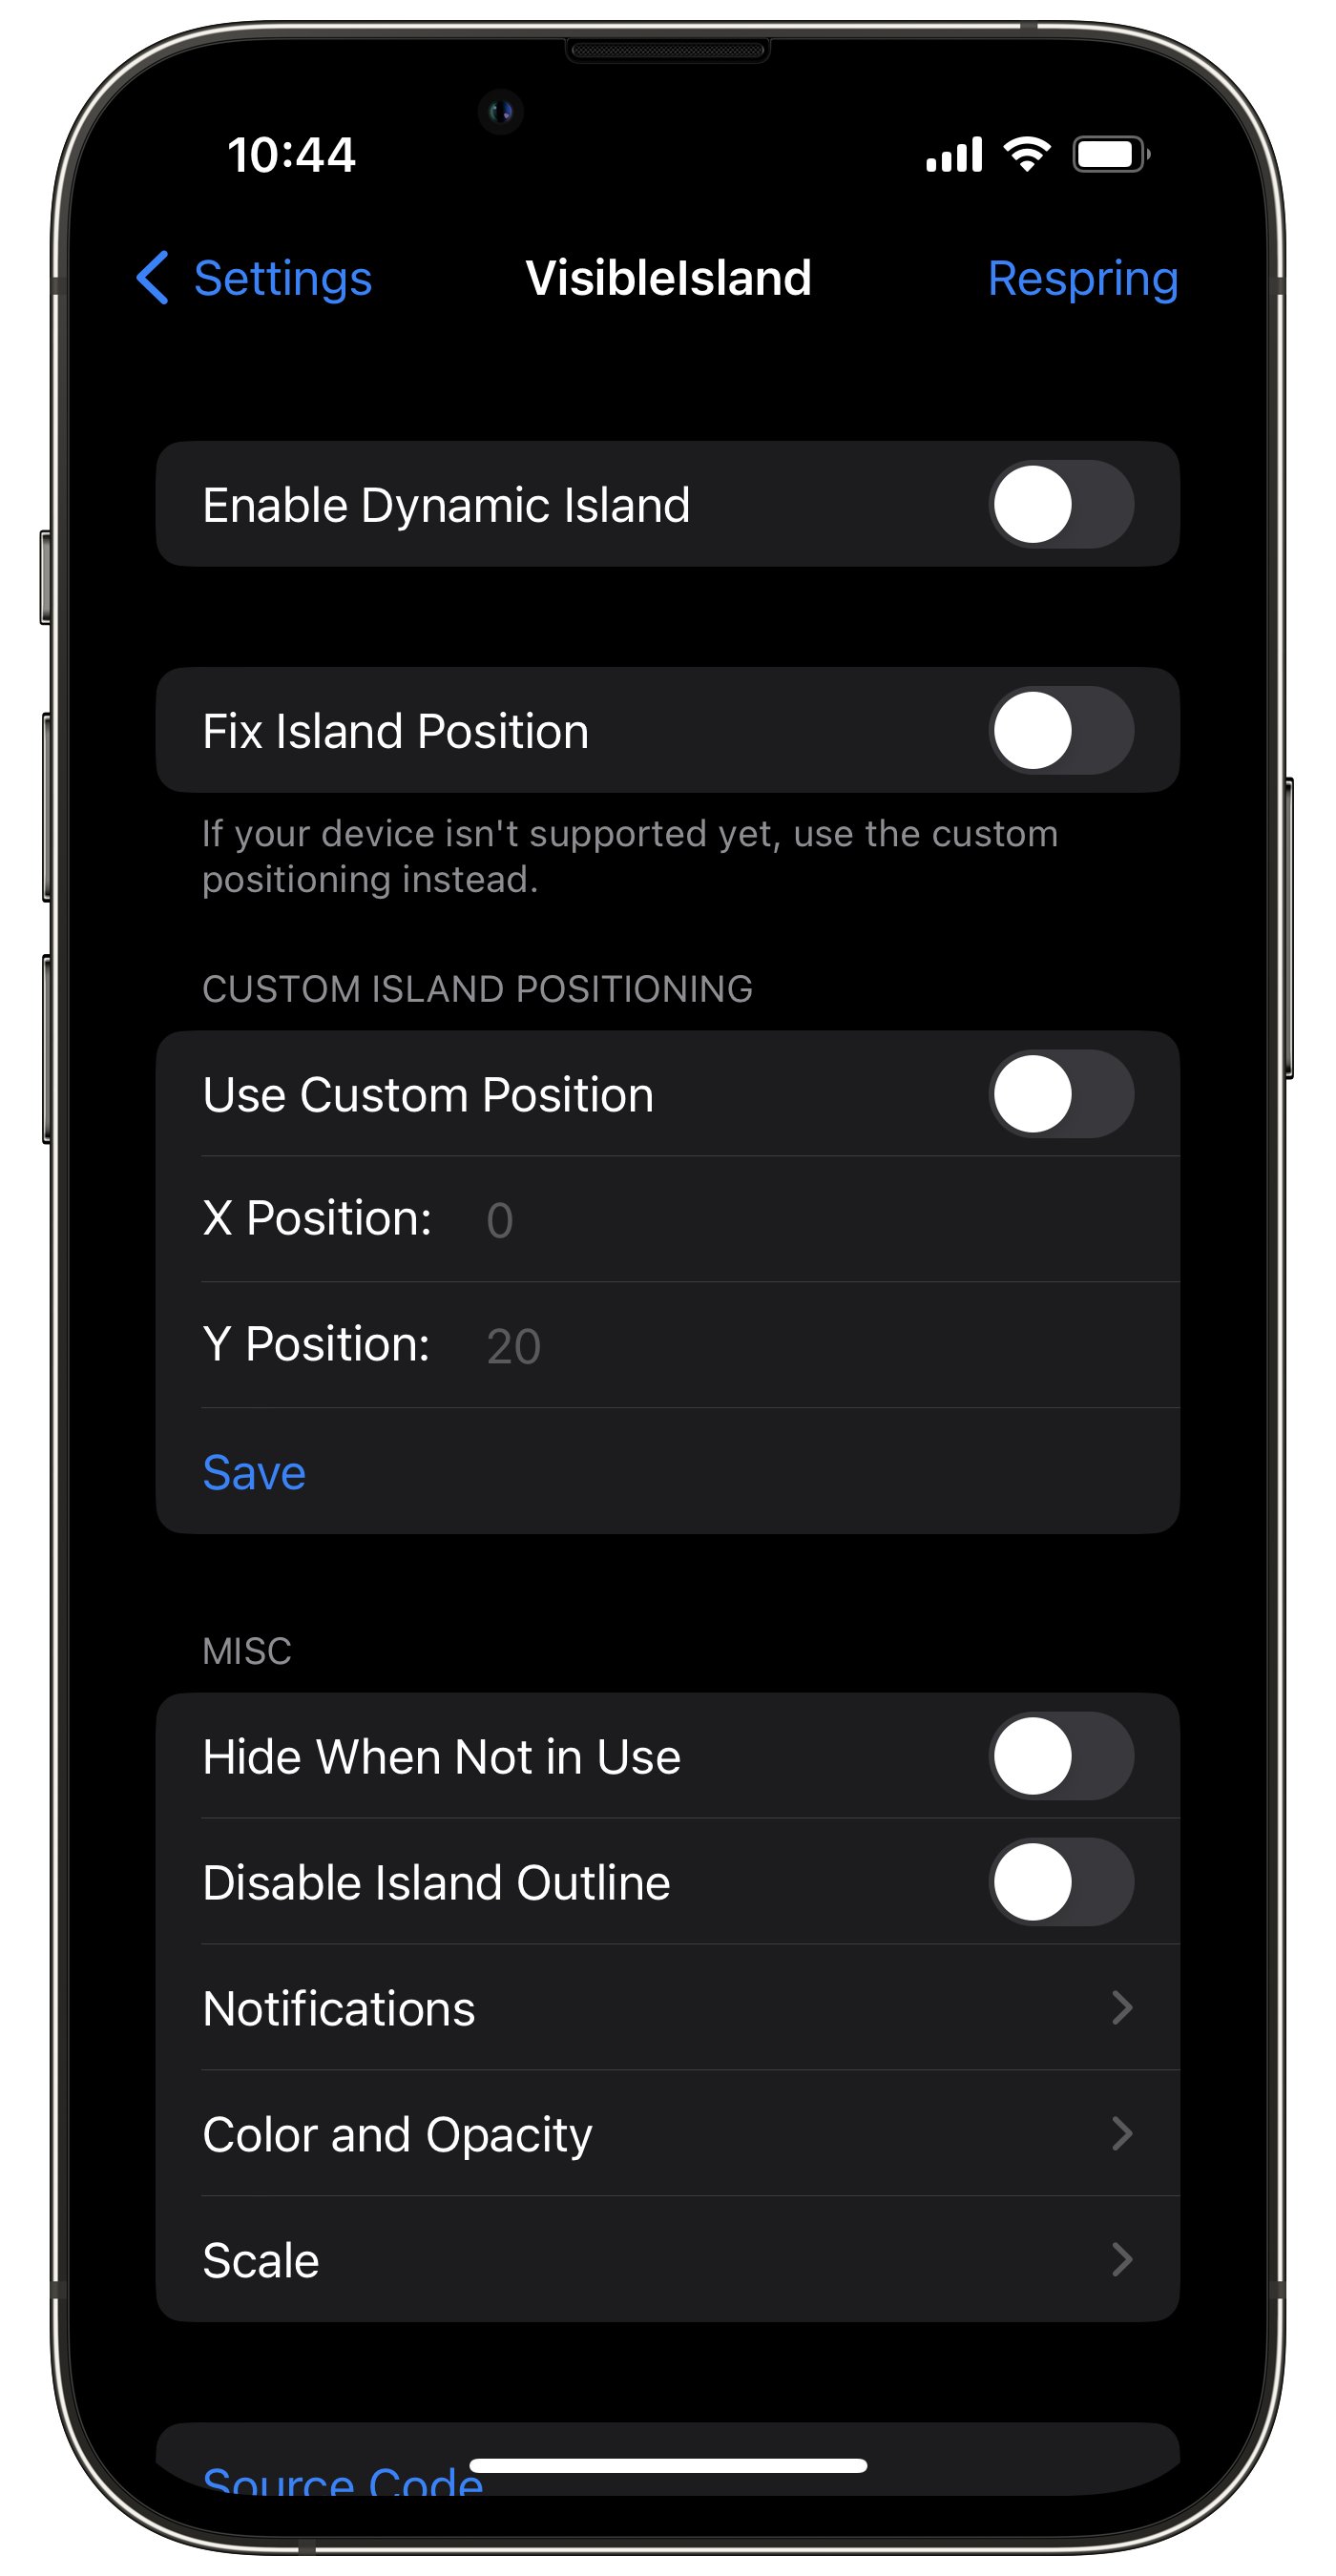 10:44
Settings
VisibleIsland
Respring
Enable Dynamic Island
Fix Island Position
If your device isn't supported yet, use the custom
positioning instead.
CUSTOM ISLAND POSITIONING
Use Custom Position
X Position: 0
Y Position: 20
Save
MISC
Hide When Not in Use
Disable Island Outline
Notifications
Color and Opacity
Scale
Source Code